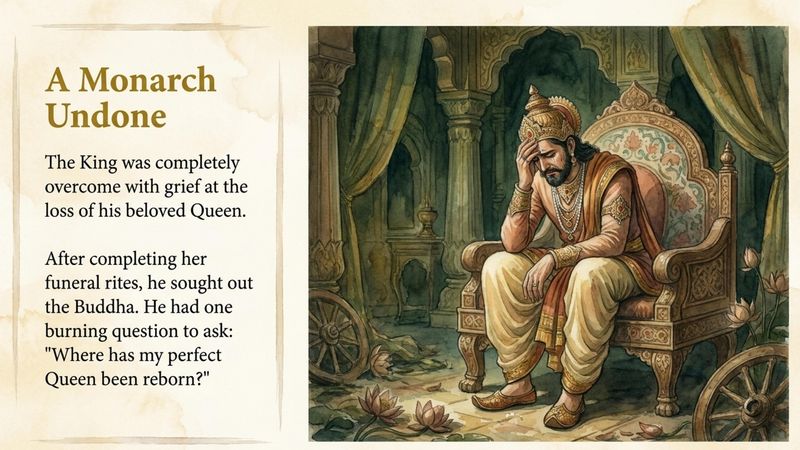 A Monarch
Undone
The King was completely
overcome with grief at the
loss of his beloved Queen.
After completing her
funeral rites, he sought out
the Buddha. He had one
burning question to ask:
"Where has my perfect
Queen been reborn?"